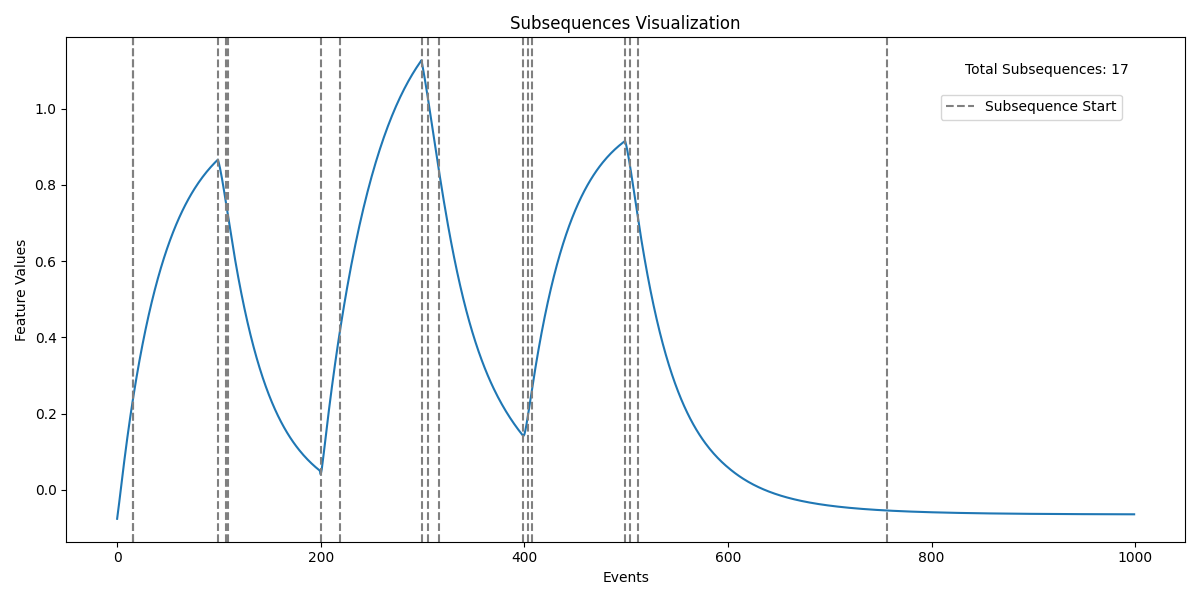 Subsequences Visualization
Total Subsequences: 17
Subsequence Start
Feature Values
1.0
0.8
0.6
0.4
0.2
0.0
0
200
400
600
800
1000
Events